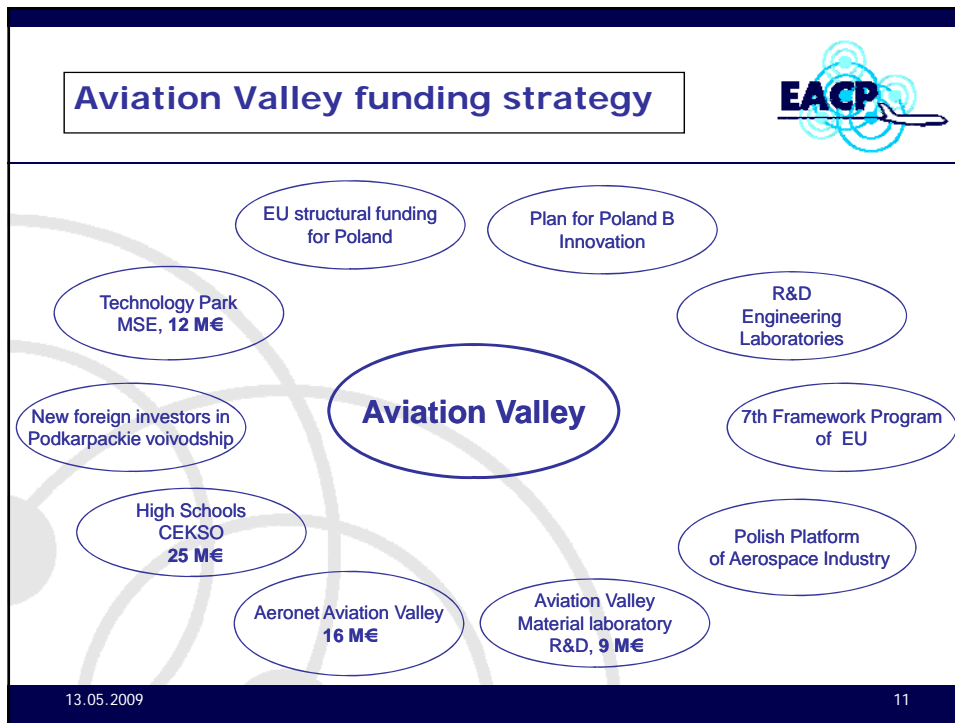 Aviation Valley funding strategy
EACP
EU structural funding
for Poland
Plan for Poland B
Innovation
Technology Park
MSE, 12 M€
R&D
Engineering
Laboratories
Aviation Valley
New foreign investors in
Podkarpackie voivodship
7th Framework Program
of EU
High Schools
CEKSO
25 M€
Polish Platform
of Aerospace Industry
Aeronet Aviation Valley
16 M€
Aviation Valley
Material laboratory
R&D, 9 M€
13.05.2009
11